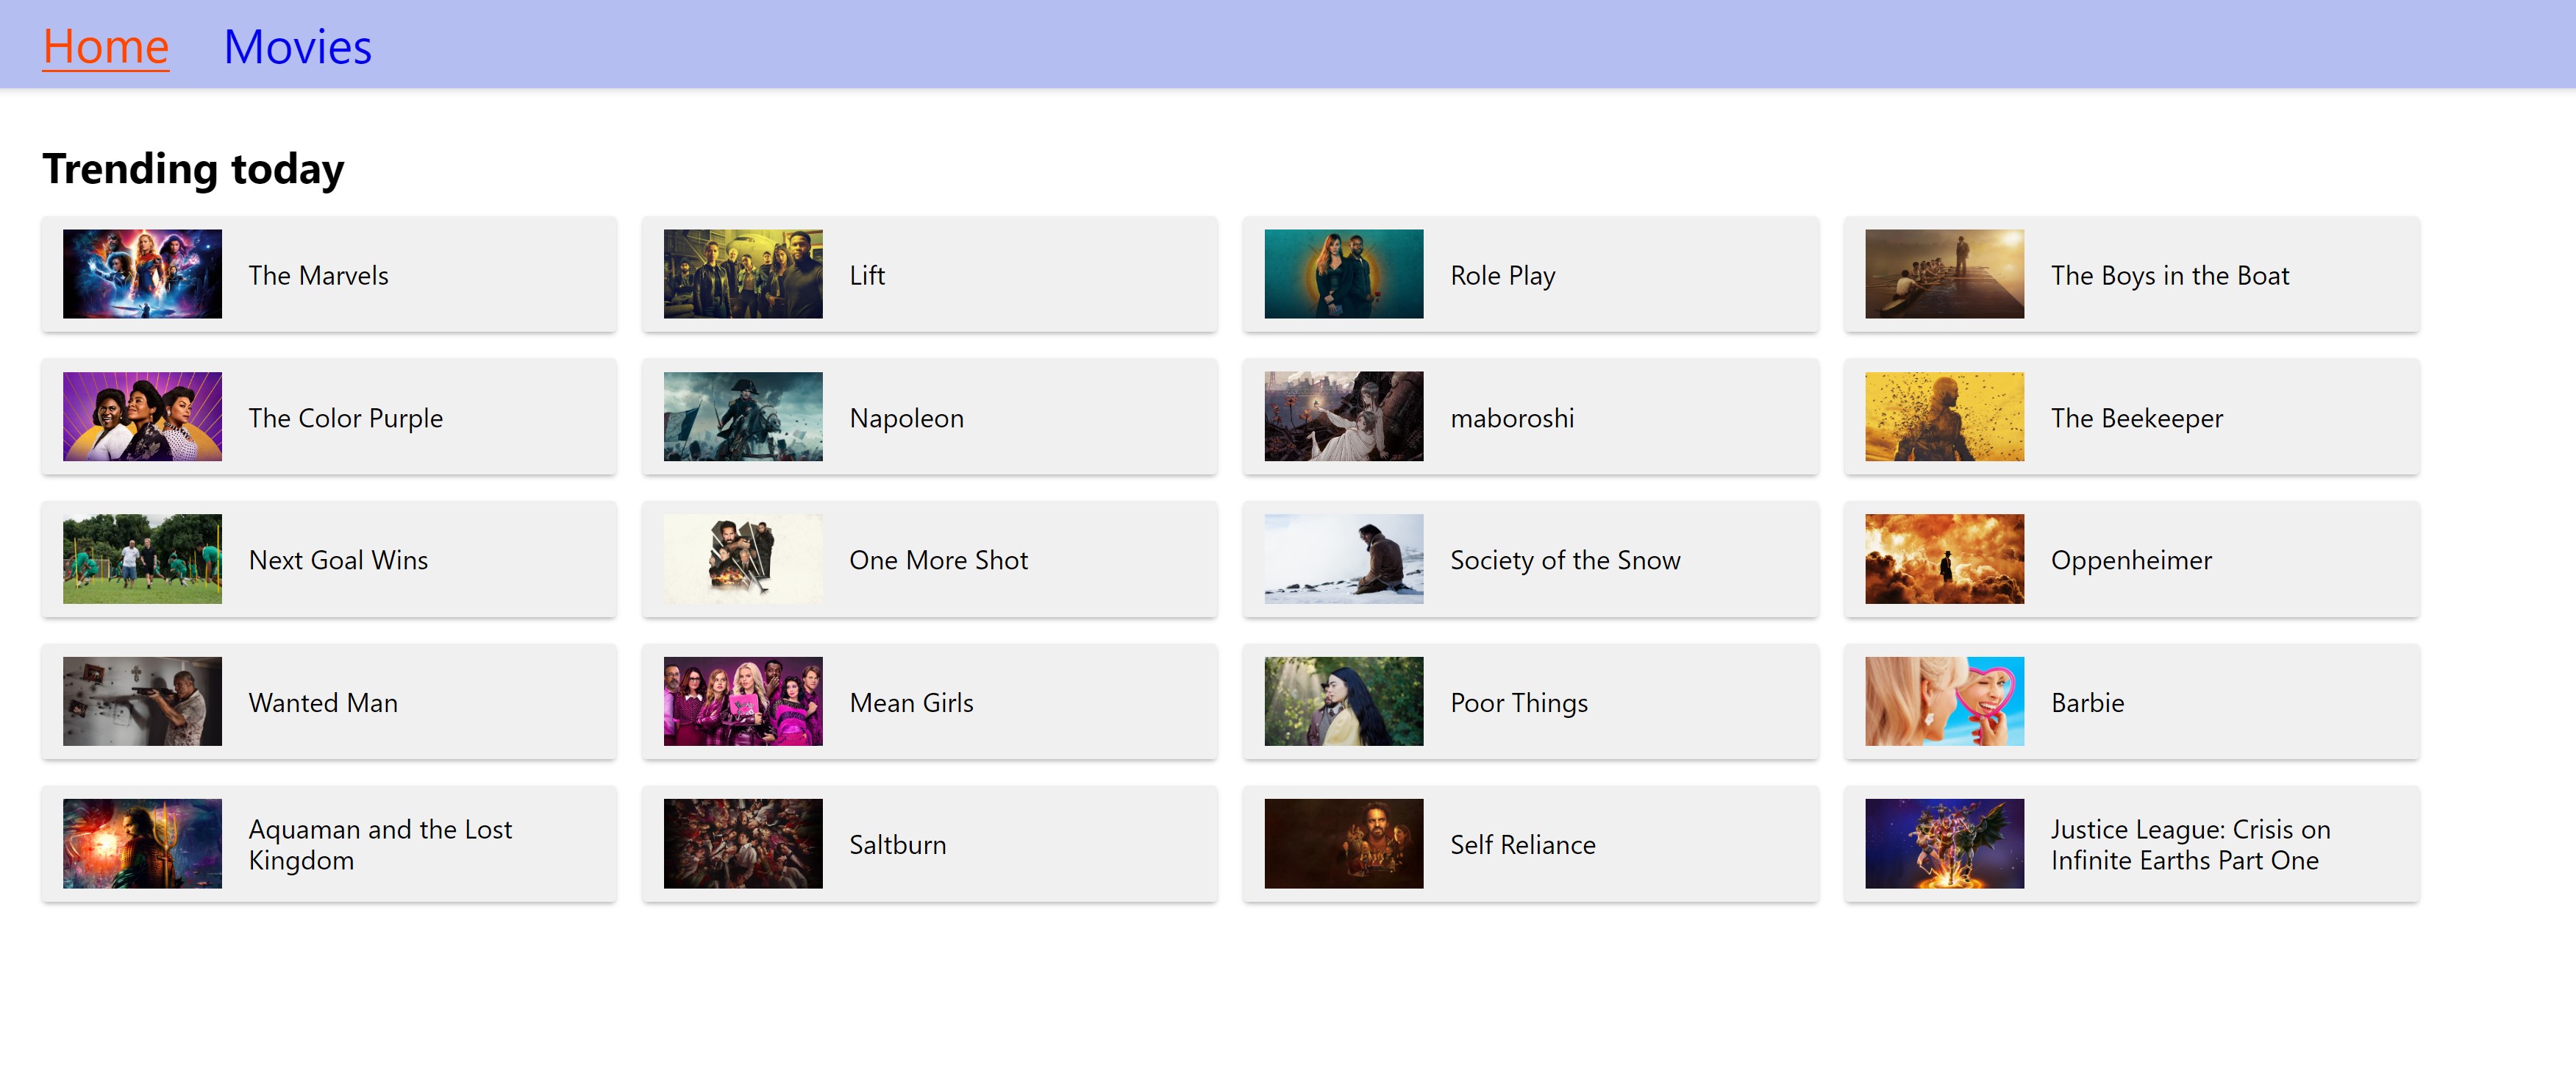 Home Movies
Trending today
The Marvels
Lift
Role Play
The Boys in the Boat
The Color Purple
Napoleon
maboroshi
The Beekeeper
Next Goal Wins
One More Shot
Society of the Snow
Oppenheimer
Wanted Man
Mean Girls
Poor Things
Barbie
Aquaman and the Lost
Kingdom
Saltburn
Self Reliance
Justice League: Crisis on
Infinite Earths Part One